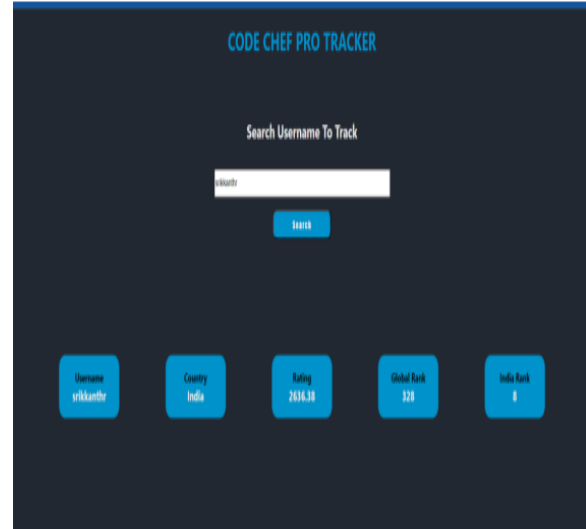 CODE CHEF PRO TRACKER
Search Username To Track
srikkanthr
Search
Username
srikkanthr
Country
India
Rating
2636.38
Global Rank
328
India Rank
8